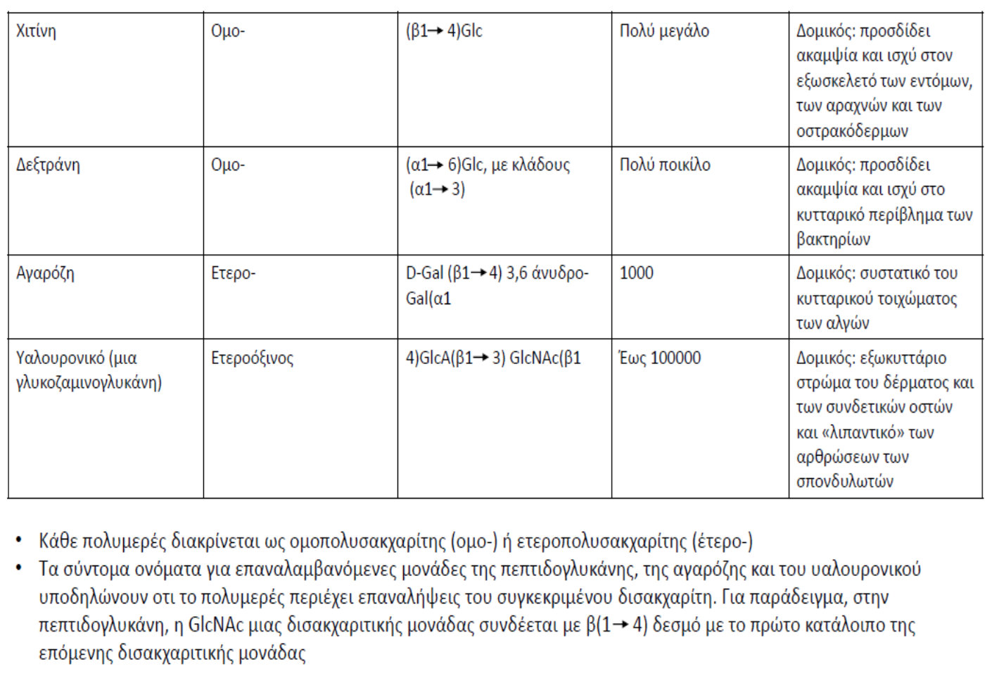 Χιτίνη
Ομο-
(β1→ 4)Glc
Πολύ μεγάλο
Δομικός: προσδίδει
ακαμψία και ισχύ στον
εξωσκελετό των εντόμων,
των αραχνών και των
οστρακόδερμων
Δεξτράνη
Ομο-
(α1→ 6)Glc, με κλάδους
(α1→ 3)
Πολύ ποικίλο
Δομικός: προσδίδει
ακαμψία και ισχύ στο
κυτταρικό περίβλημα των
βακτηρίων
Αγαρόζη
Ετερο-
D-Gal (β1→4) 3,6 άνυδρο-
Gal(α1
1000
Δομικός: συστατικό του
κυτταρικού τοιχώματος
των αλγών
Υαλουρονικό (μια
γλυκοζαμινογλυκάνη)
Ετεροόξινος
4)GlcA(β1→ 3) GlcNAc(β1
Έως 100000
Δομικός: εξωκυττάριο
στρώμα του δέρματος και
των συνδετικών οστών
και «λιπαντικό» των
αρθρώσεων των
σπονδυλωτών
• Κάθε πολυμερές διακρίνεται ως ομοπολυσακχαρίτης (ομο-) ή ετεροπολυσακχαρίτης (έτερο-)
• Τα σύντομα ονόματα για επαναλαμβανόμενες μονάδες της πεπτιδογλυκάνης, της αγαρόζης και του υαλουρονικού
υποδηλώνουν οτι το πολυμερές περιέχει επαναλήψεις του συγκεκριμένου δισακχαρίτη. Για παράδειγμα, στην
πεπτιδογλυκάνη, η GlcNAc μιας δισακχαριτικής μονάδας συνδέεται με β(1→ 4) δεσμό με το πρώτο κατάλοιπο της
επόμενης δισακχαριτικής μονάδας